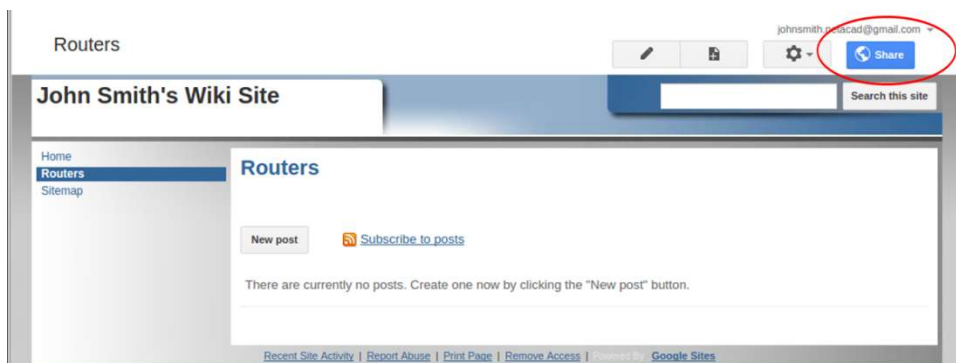 johnsmith.netacad@gmail.com
Routers
Share
John Smith's Wiki Site
Search this site
Home
Routers
Sitemap
Routers
New post
Subscribe to posts
There are currently no posts. Create one now by clicking the "New post" button.
Recent Site Activity | Report Abuse | Print Page | Remove Access | Powered By Google Sites